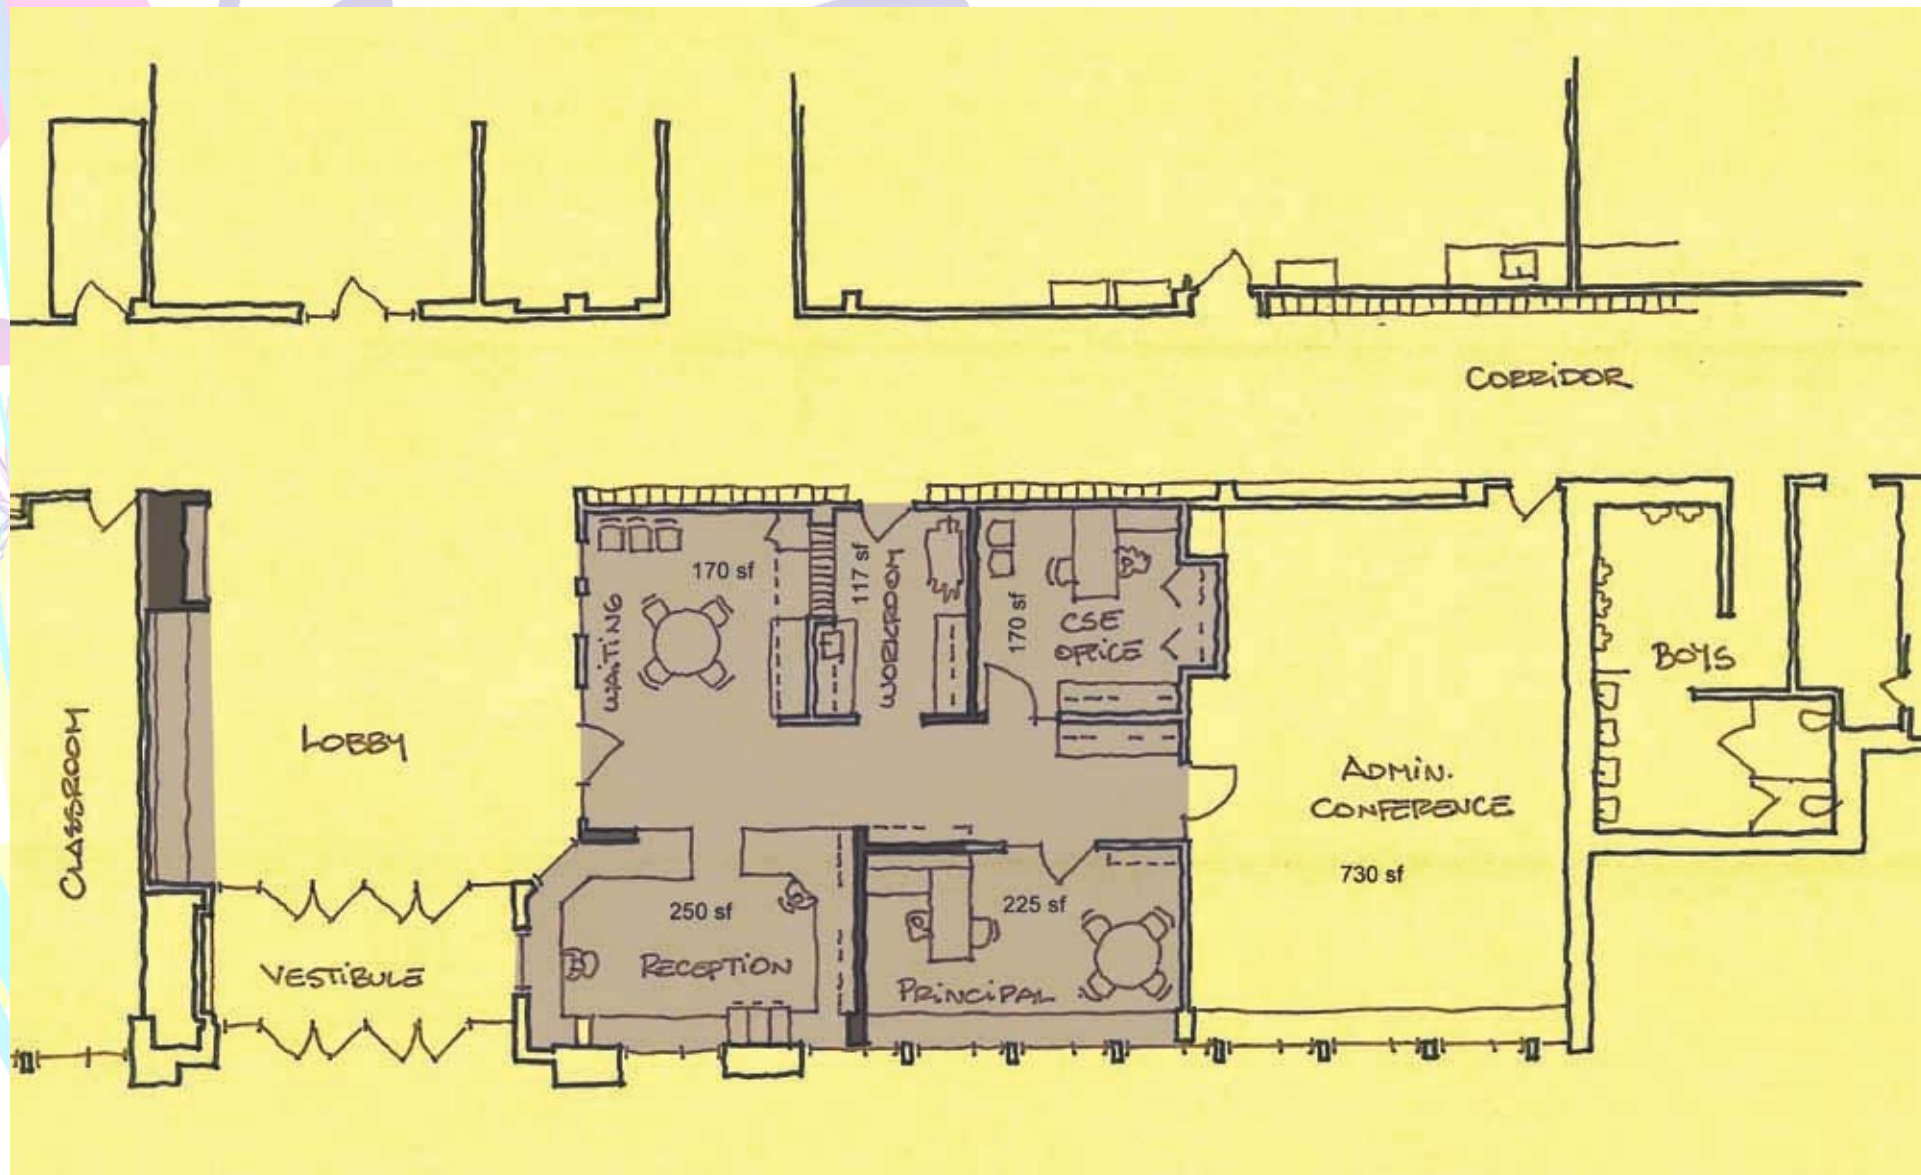 CORRIDOR
170 sf
WAITING
117 sf
WORKROOM
170 sf
CSE
OFFICE
BOYS
CLASSROOM
LOBBY
ADMIN.
CONFERENCE
730 sf
250 sf
RECEPTION
225 sf
PRINCIPAL
VESTIBULE